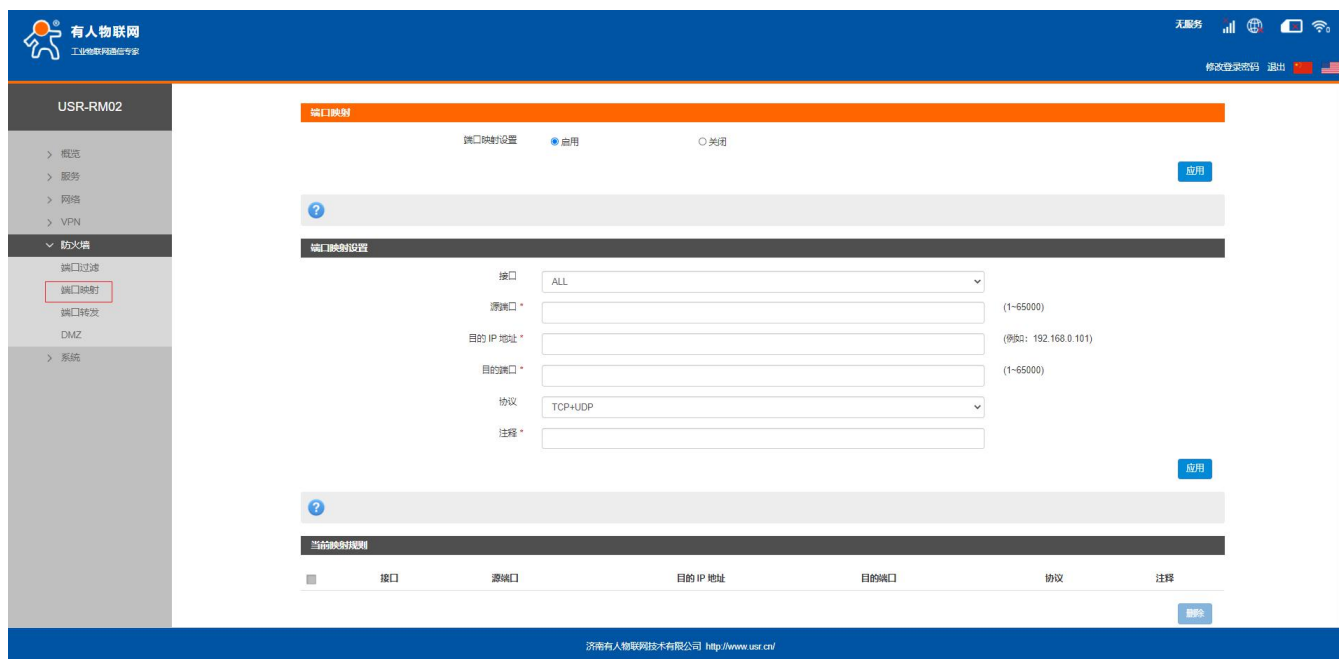 有人物联网
工业物联网通信专家
无服务
修改登录密码 退出
USR-RM02
> 概览
> 服务
> 网络
> VPN
防火墙
端口过滤
端口映射
端口转发
DMZ
> 系统
端口映射
端口映射设置 启用 关闭
应用
?
端口映射设置
接口 ALL
源端口 * (1~65000)
目的 IP 地址 * (例如：192.168.0.101)
目的端口 * (1~65000)
协议 TCP+UDP
注释 *
应用
?
当前映射规则
接口 源端口 目的 IP 地址 目的端口 协议 注释
删除
济南有人物联网技术有限公司 http://www.usr.cn/